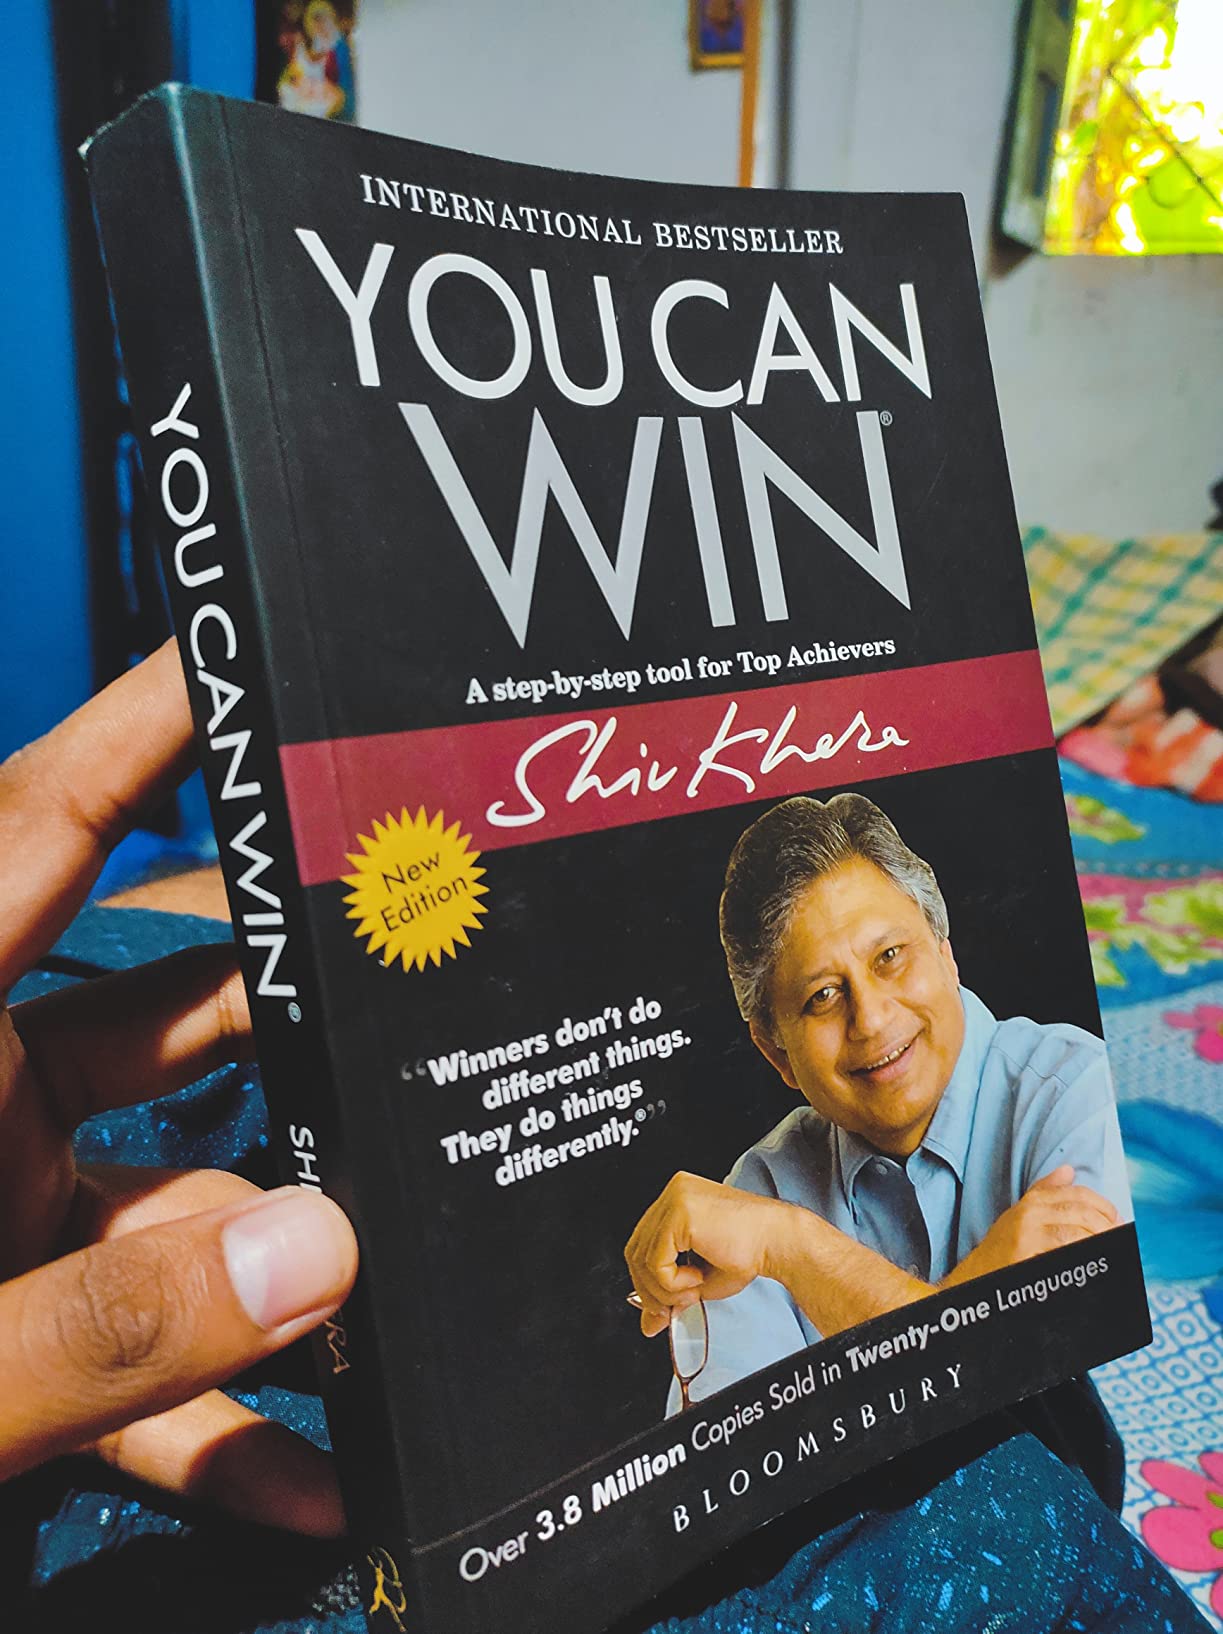 INTERNATIONAL BESTSELLER
YOU CAN
WIN®
A step-by-step tool for Top Achievers
Shiv Khera
New
Edition
“Winners don't do
different things.
They do things
differently.®”
Over 3.8 Million Copies Sold in Twenty-One Languages
BLOOMSBURY
YOU CAN WIN®